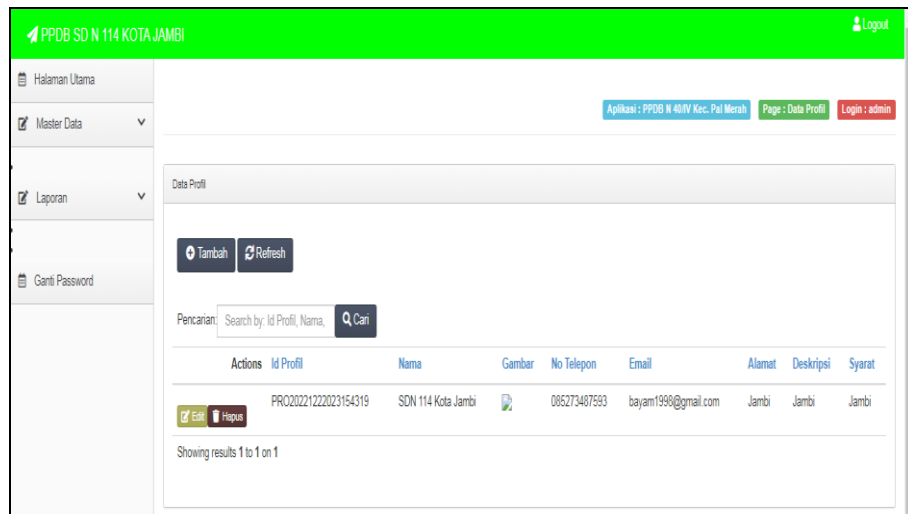 PPDB SD N 114 KOTA JAMBI
Logout
Halaman Utama
Master Data
Laporan
Ganti Password
Aplikasi : PPDB N 40/IV Kec. Pal Merah Page : Data Profil Login : admin
Data Profil
Tambah Refresh
Pencarian: Search by: Id Profil, Nama, Cari
Actions Id Profil Nama Gambar No Telepon Email Alamat Deskripsi Syarat
Edit Hapus PRO20221222023154319 SDN 114 Kota Jambi 085273487593 bayam1998@gmail.com Jambi Jambi Jambi
Showing results 1 to 1 on 1